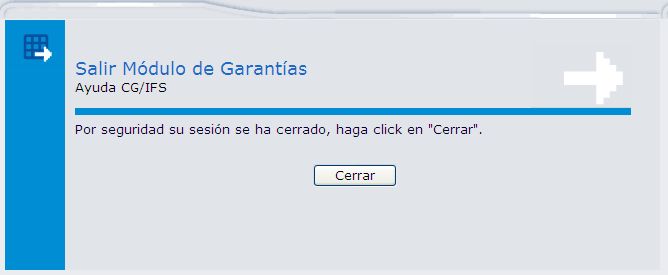 Salir Módulo de Garantías
Ayuda CG/IFS
Por seguridad su sesión se ha cerrado, haga click en "Cerrar".
Cerrar